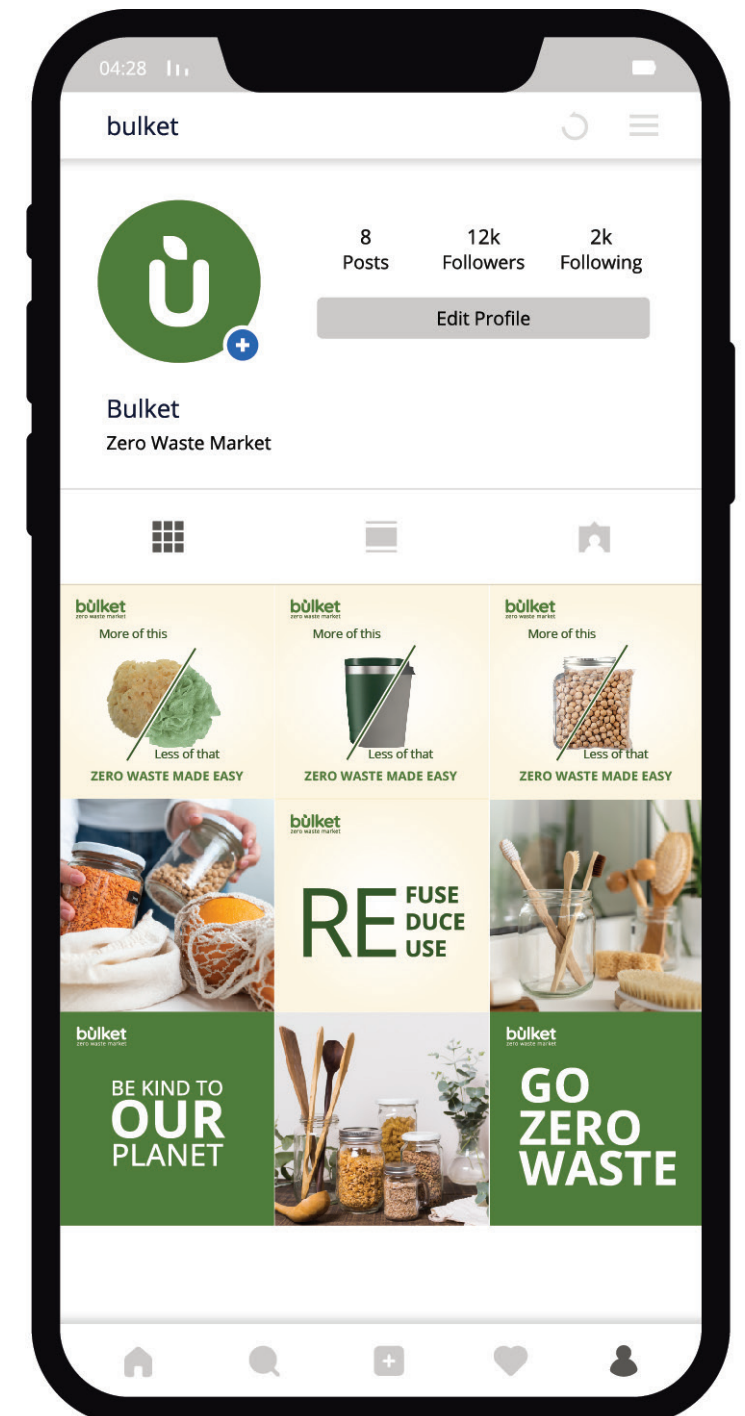 04:28
bulket
8 12k 2k
Posts Followers Following
Edit Profile
Bulket
Zero Waste Market
bùlket
zero waste market
More of this
Less of that
ZERO WASTE MADE EASY
bùlket
zero waste market
More of this
Less of that
ZERO WASTE MADE EASY
bùlket
zero waste market
More of this
Less of that
ZERO WASTE MADE EASY
bùlket
zero waste market
RE FUSE
DUCE
USE
bùlket
zero waste market
BE KIND TO
OUR
PLANET
bùlket
zero waste market
GO
ZERO
WASTE